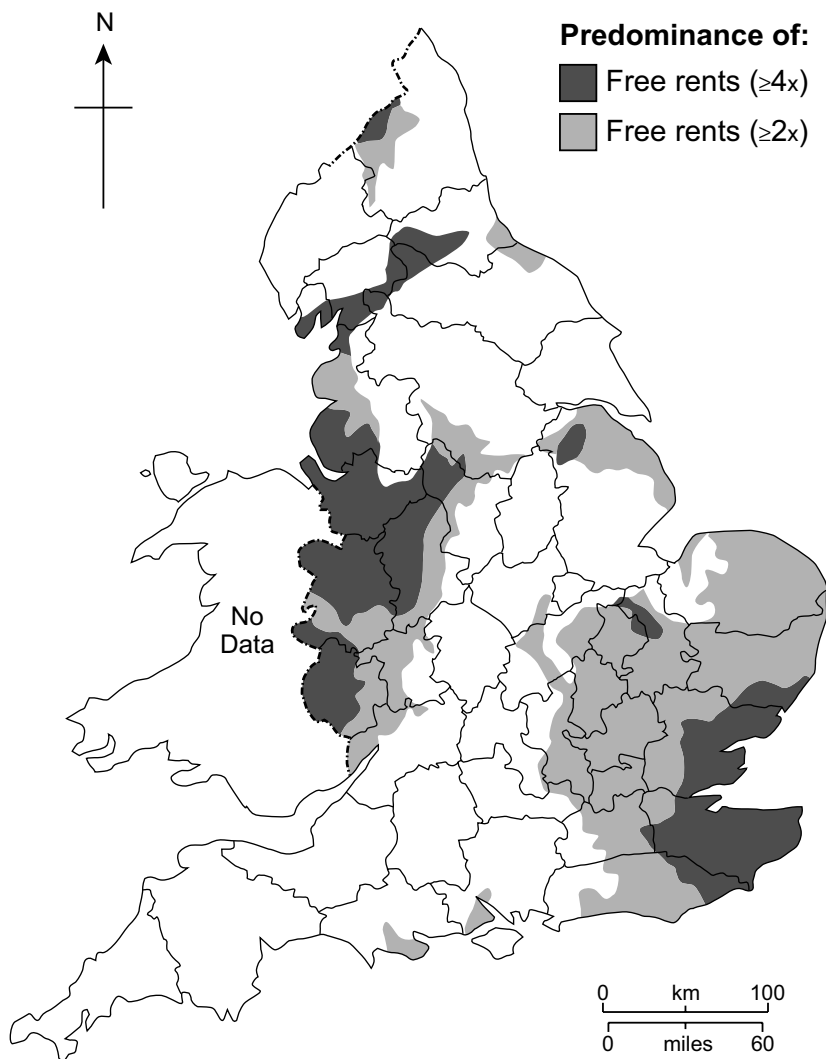 N
Predominance of:
Free rents (≥4x)
Free rents (≥2x)
No
Data
0 km 100
0 miles 60